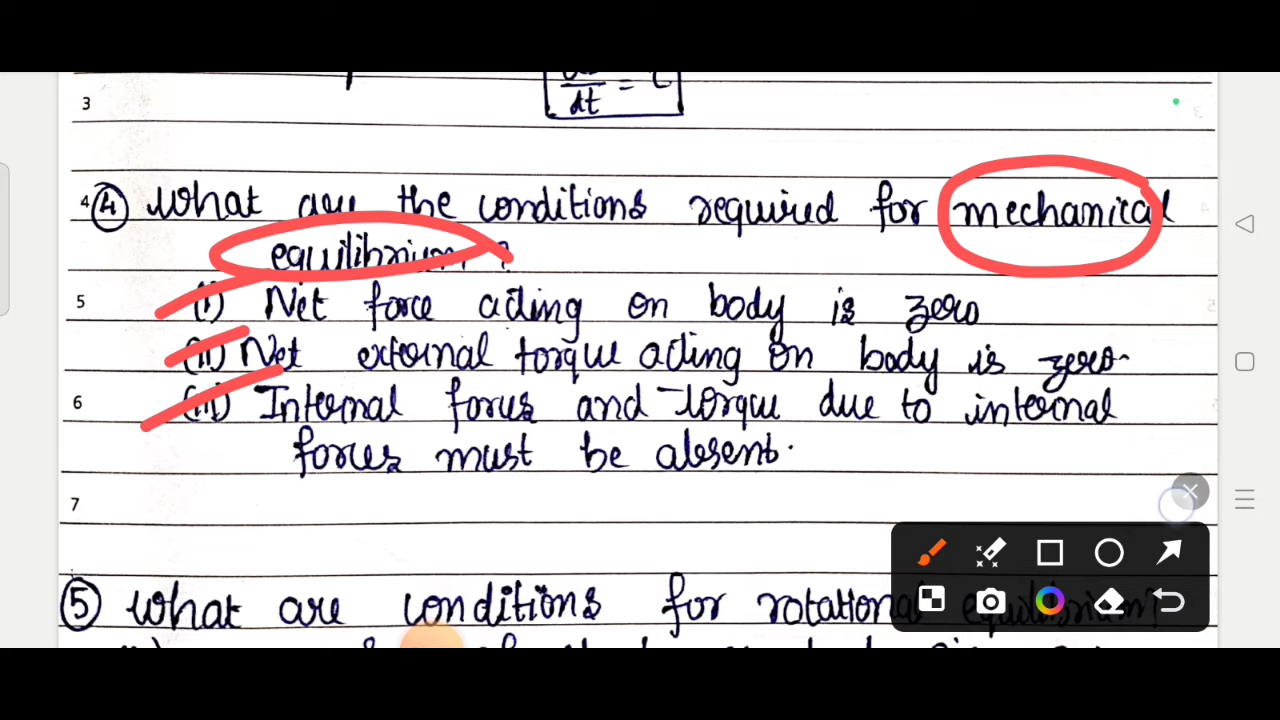 3
dt =
4 ④ What are the conditions required for mechanical
equilibrium?
5 (i) Net force acting on body is zero
(ii) Net external torque acting on body is zero.
6 (iii) Internal forces and torque due to internal
forces must be absent.
7
⑤ What are conditions for rotational equilibrium?